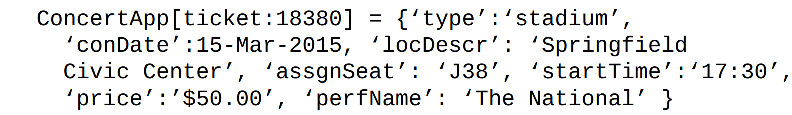 ConcertApp[ticket:18380] = {‘type’:‘stadium’,
‘conDate’:15-Mar-2015, ‘locDescr’: ‘Springfield
Civic Center’, ‘assgnSeat’: ‘J38’, ‘startTime’:‘17:30’,
‘price’:’$50.00’, ‘perfName’: ‘The National’ }